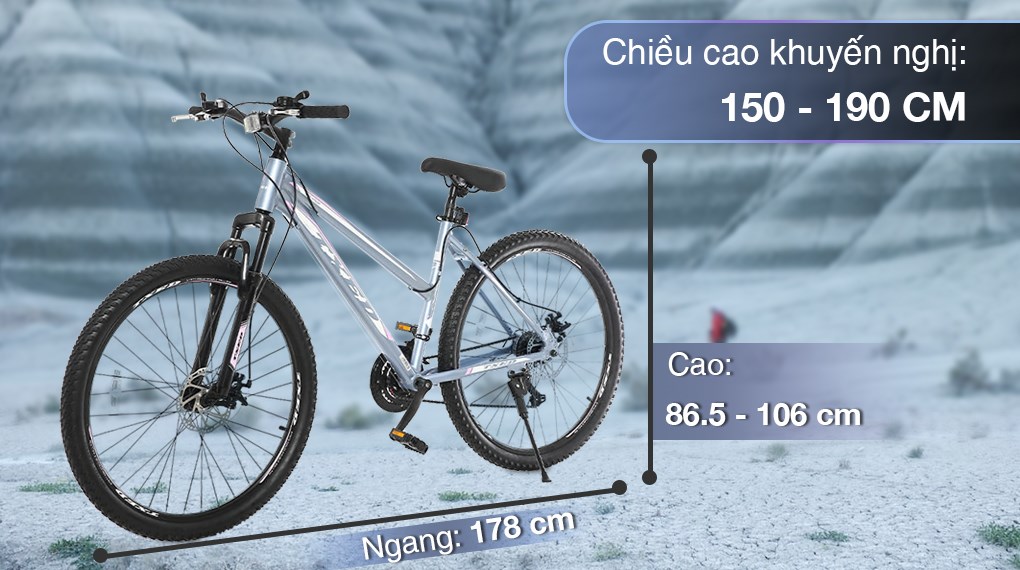 Chiều cao khuyến nghị:
150 - 190 CM
Cao:
86.5 - 106 cm
Ngang: 178 cm